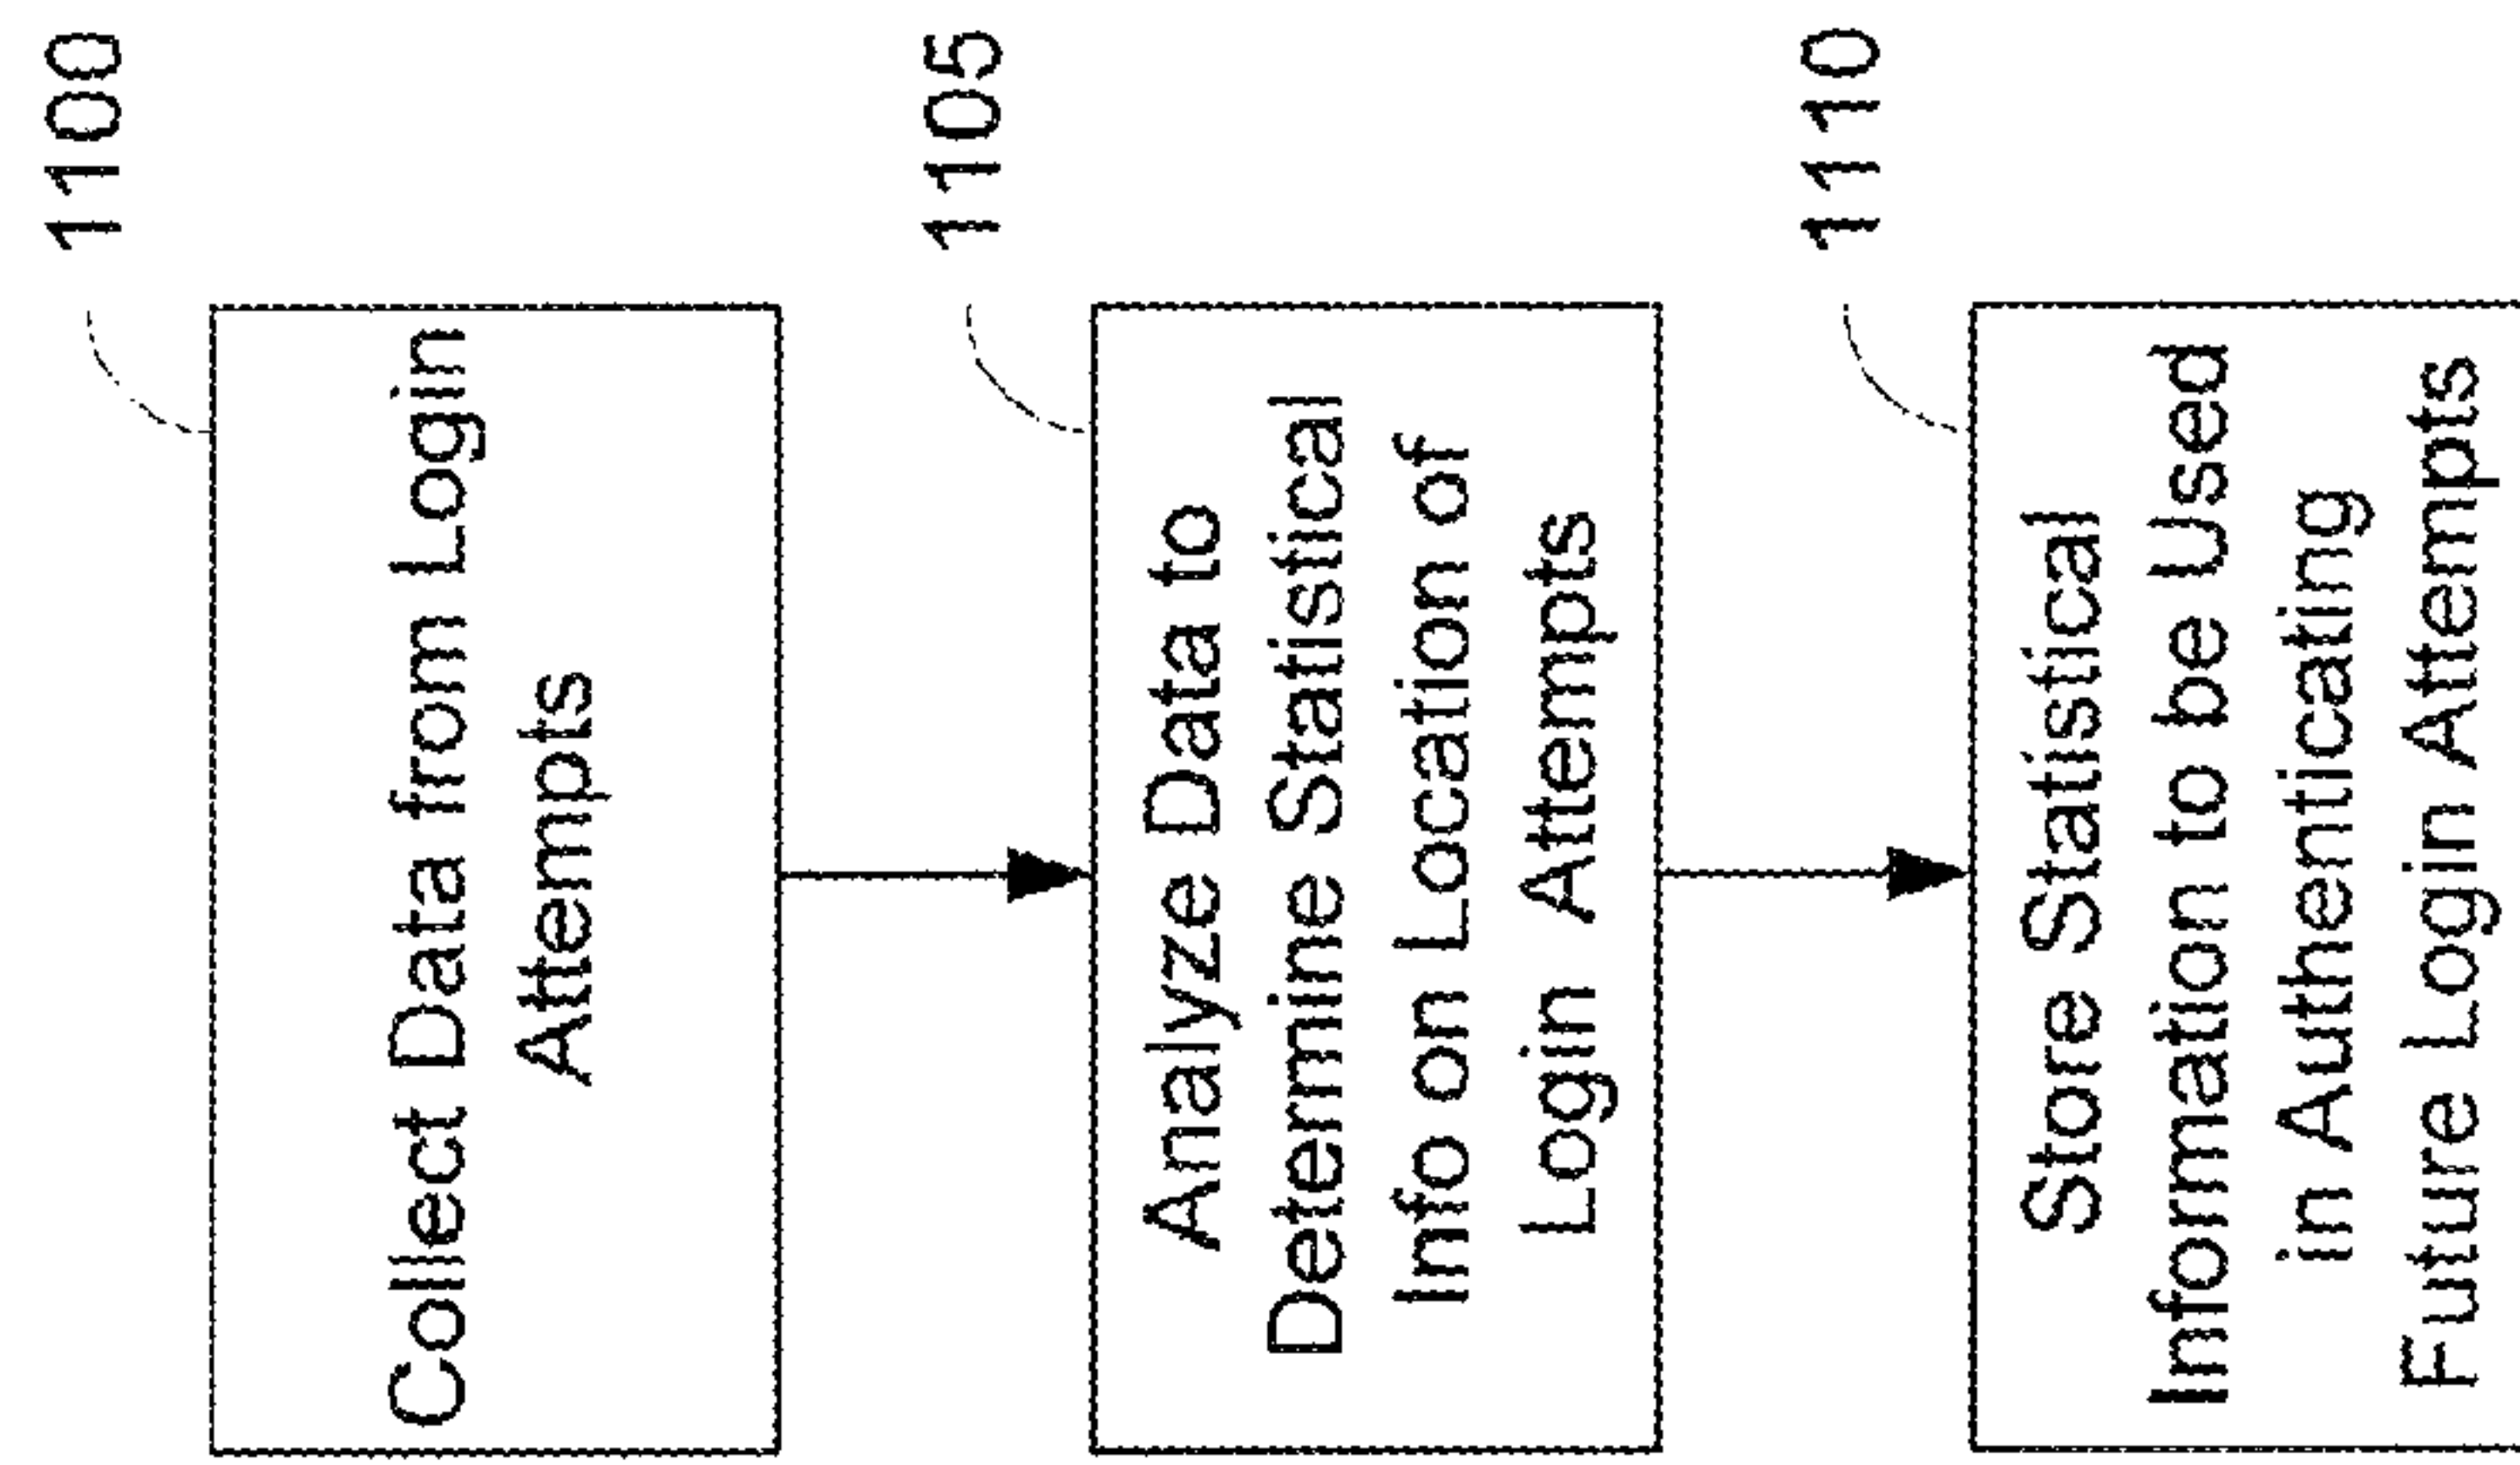 1100
Collect Data from Login
Attempts
1105
Analyze Data to
Determine Statistical
Info on Location of
Login Attempts
1110
Store Statistical
Information to be Used
in Authenticating
Future Login Attempts